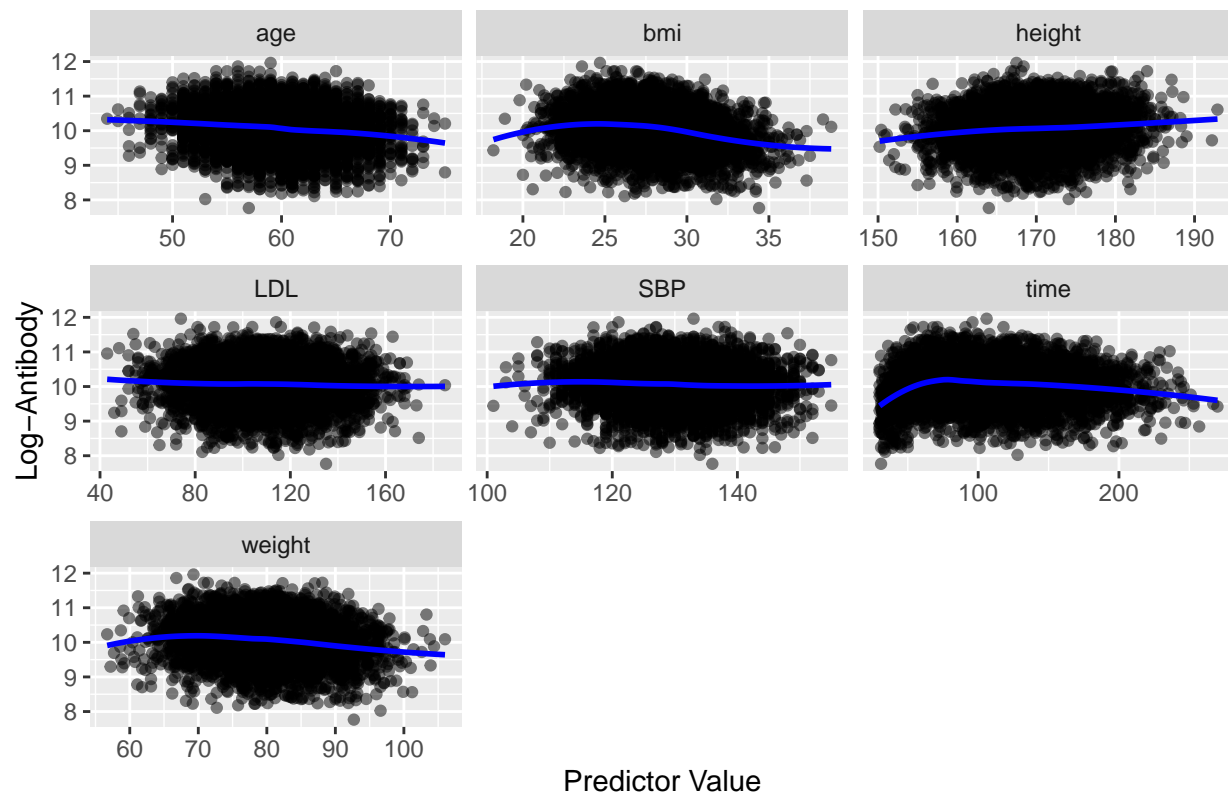 age bmi height
12
11
10
9
8
50 60 70
20 25 30 35
150 160 170 180 190
LDL SBP time
12
11
10
9
8
40 80 120 160
100 120 140
100 200
weight
12
11
10
9
8
60 70 80 90 100
Log−Antibody
Predictor Value